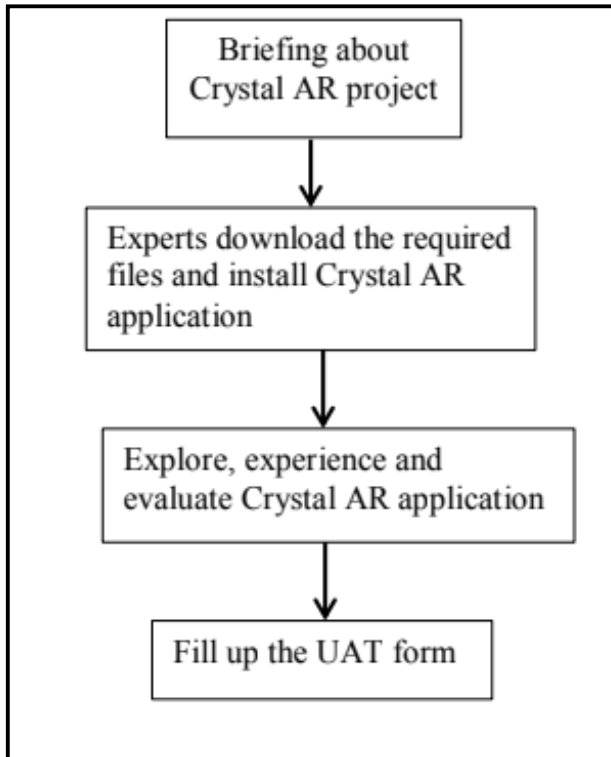 Briefing about
Crystal AR project
Experts download the required
files and install Crystal AR
application
Explore, experience and
evaluate Crystal AR application
Fill up the UAT form